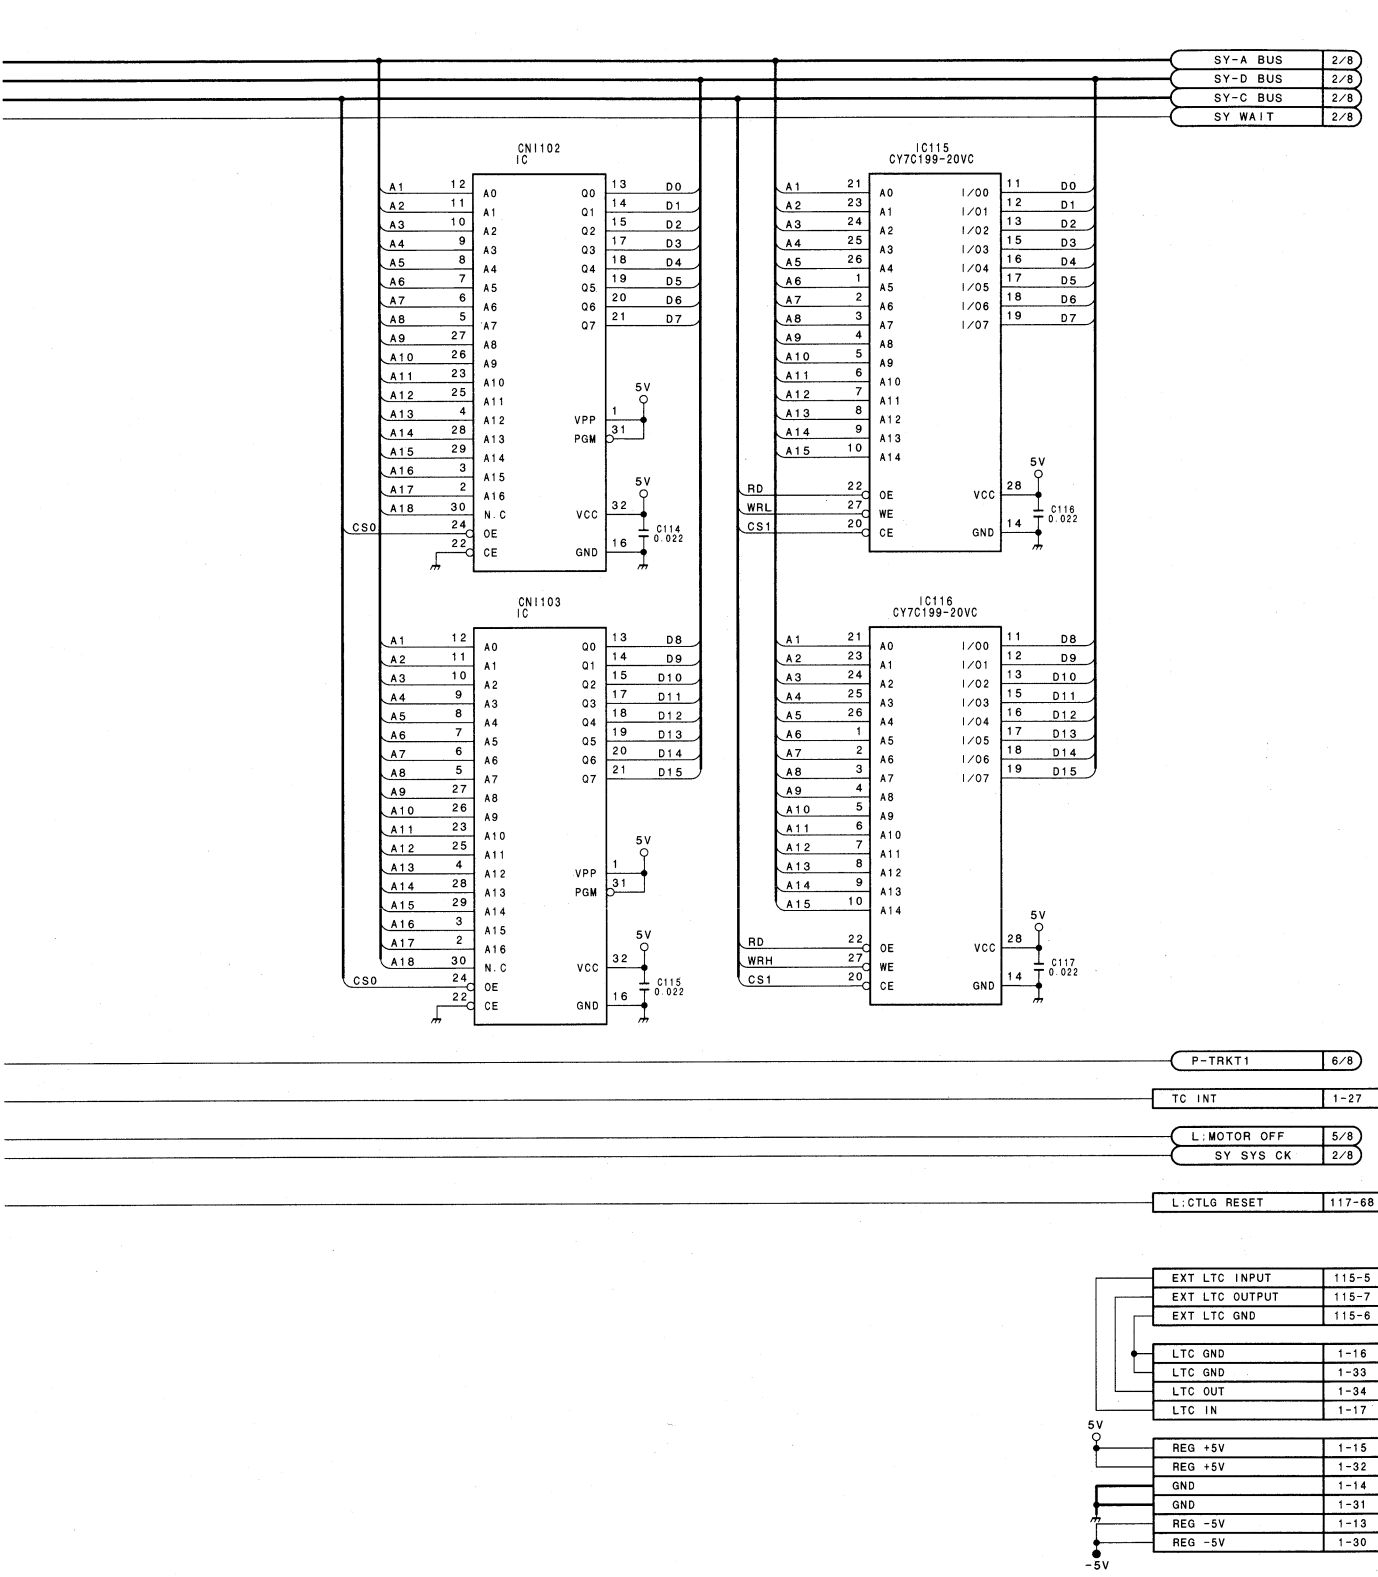 SY-A BUS 2/8
SY-D BUS 2/8
SY-C BUS 2/8
SY WAIT 2/8
CN1102
IC
A1 12 A0 Q0 13 D0
A2 11 A1 Q1 14 D1
A3 10 A2 Q2 15 D2
A4 9 A3 Q3 17 D3
A5 8 A4 Q4 18 D4
A6 7 A5 Q5 19 D5
A7 6 A6 Q6 20 D6
A8 5 A7 Q7 21 D7
A9 27 A8
A10 26 A9
A11 23 A10
A12 25 A11
5V
A13 4 A12 VPP 1
A14 28 A13 PGM 31
A15 29 A14
A16 3 A15
A17 2 A16
5V
A18 30 N.C VCC 32
CS0 24 OE
C114
0.022
22 CE GND 16
IC115
CY7C199-20VC
A1 21 A0 I/O0 11 D0
A2 23 A1 I/O1 12 D1
A3 24 A2 I/O2 13 D2
A4 25 A3 I/O3 15 D3
A5 26 A4 I/O4 16 D4
A6 1 A5 I/O5 17 D5
A7 2 A6 I/O6 18 D6
A8 3 A7 I/O7 19 D7
A9 4 A8
A10 5 A9
A11 6 A10
A12 7 A11
A13 8 A12
A14 9 A13
A15 10 A14
5V
RD 22 OE VCC 28
WRL 27 WE
C116
0.022
CS1 20 CE GND 14
CN1103
IC
A1 12 A0 Q0 13 D8
A2 11 A1 Q1 14 D9
A3 10 A2 Q2 15 D10
A4 9 A3 Q3 17 D11
A5 8 A4 Q4 18 D12
A6 7 A5 Q5 19 D13
A7 6 A6 Q6 20 D14
A8 5 A7 Q7 21 D15
A9 27 A8
A10 26 A9
A11 23 A10
A12 25 A11
5V
A13 4 A12 VPP 1
A14 28 A13 PGM 31
A15 29 A14
A16 3 A15
A17 2 A16
5V
A18 30 N.C VCC 32
CS0 24 OE
C115
0.022
22 CE GND 16
IC116
CY7C199-20VC
A1 21 A0 I/O0 11 D8
A2 23 A1 I/O1 12 D9
A3 24 A2 I/O2 13 D10
A4 25 A3 I/O3 15 D11
A5 26 A4 I/O4 16 D12
A6 1 A5 I/O5 17 D13
A7 2 A6 I/O6 18 D14
A8 3 A7 I/O7 19 D15
A9 4 A8
A10 5 A9
A11 6 A10
A12 7 A11
A13 8 A12
A14 9 A13
A15 10 A14
5V
RD 22 OE VCC 28
WRH 27 WE
C117
0.022
CS1 20 CE GND 14
P-TRKT1 6/8
TC INT 1-27
L:MOTOR OFF 5/8
SY SYS CK 2/8
L:CTLG RESET 117-68
EXT LTC INPUT 115-5
EXT LTC OUTPUT 115-7
EXT LTC GND 115-6
LTC GND 1-16
LTC GND 1-33
LTC OUT 1-34
LTC IN 1-17
5V
REG +5V 1-15
REG +5V 1-32
GND 1-14
GND 1-31
REG -5V 1-13
REG -5V 1-30
-5V